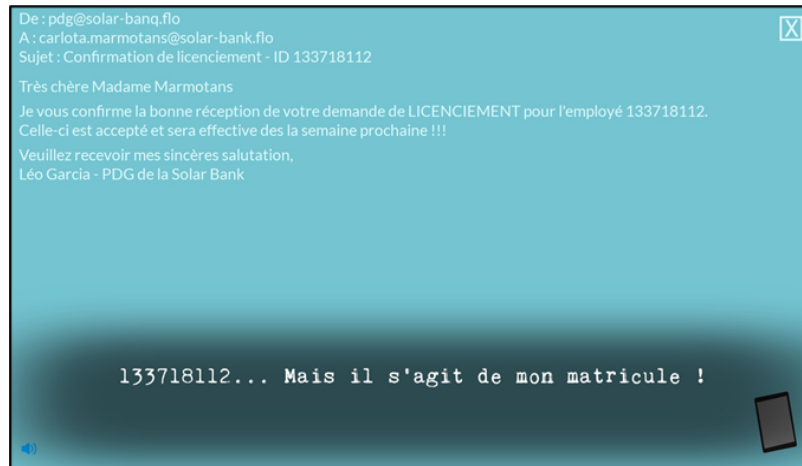 De : pdg@solar-banq.flo
A : carlota.marmotans@solar-bank.flo
Sujet : Confirmation de licenciement - ID 133718112
Très chère Madame Marmotans
Je vous confirme la bonne réception de votre demande de LICENCIEMENT pour l'employé 133718112.
Celle-ci est accepté et sera effective des la semaine prochaine !!!
Veuillez recevoir mes sincères salutation,
Léo Garcia - PDG de la Solar Bank
X
133718112... Mais il s'agit de mon matricule !